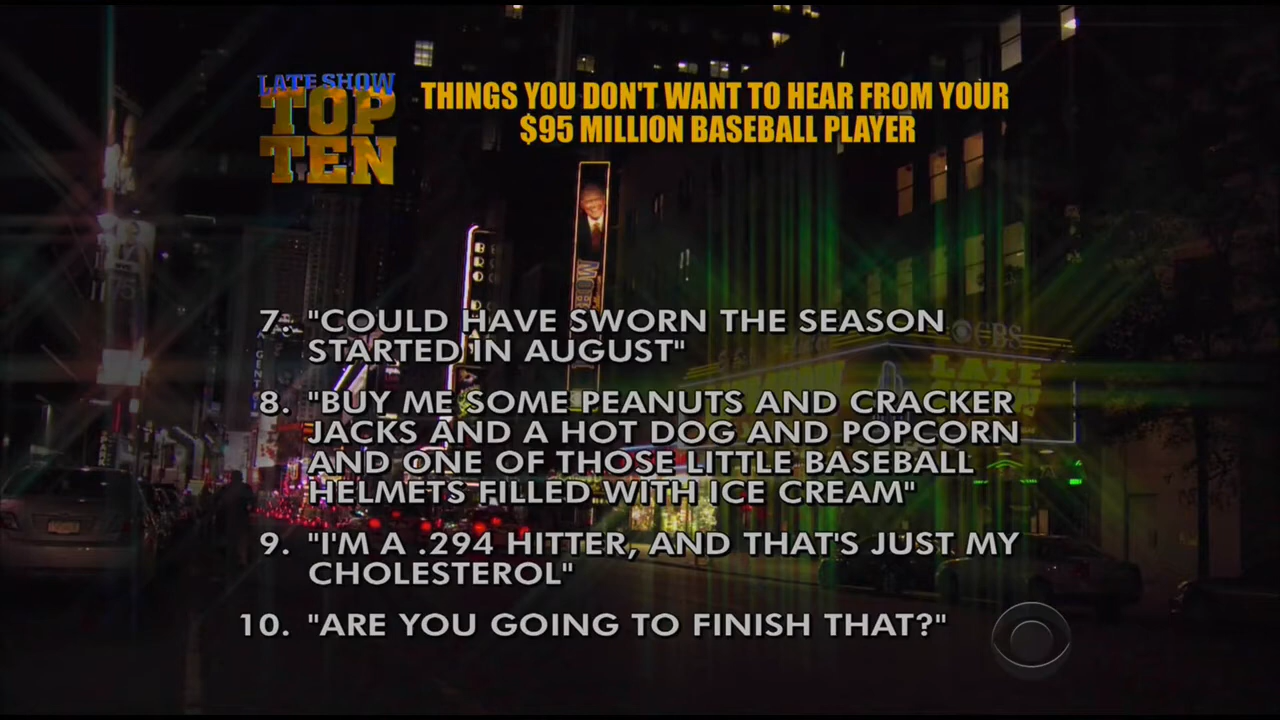 LATE SHOW
TOP
TEN
THINGS YOU DON'T WANT TO HEAR FROM YOUR
$95 MILLION BASEBALL PLAYER
7. "COULD HAVE SWORN THE SEASON
STARTED IN AUGUST"
8. "BUY ME SOME PEANUTS AND CRACKER
JACKS AND A HOT DOG AND POPCORN
AND ONE OF THOSE LITTLE BASEBALL
HELMETS FILLED WITH ICE CREAM"
9. "I'M A .294 HITTER, AND THAT'S JUST MY
CHOLESTEROL"
10. "ARE YOU GOING TO FINISH THAT?"
CBS
LATE